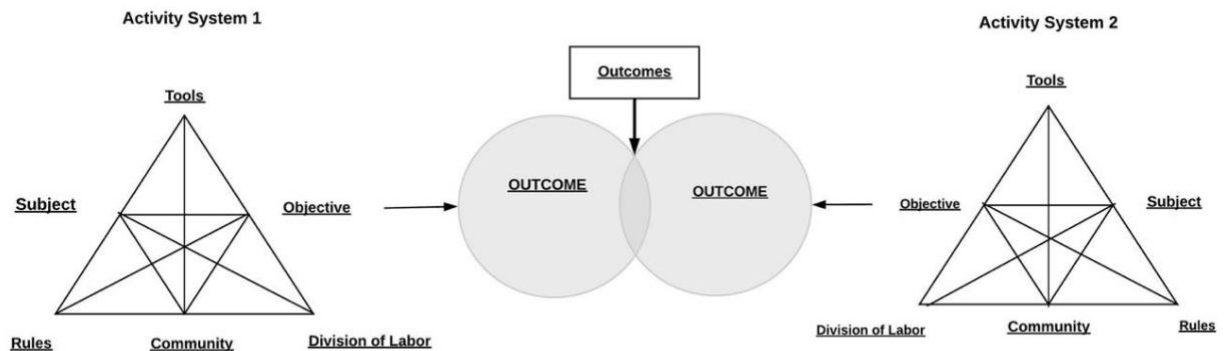 Activity System 1
Activity System 2
Outcomes
Tools
Tools
OUTCOME
OUTCOME
Subject
Objective
Objective
Subject
Rules
Community
Division of Labor
Division of Labor
Community
Rules